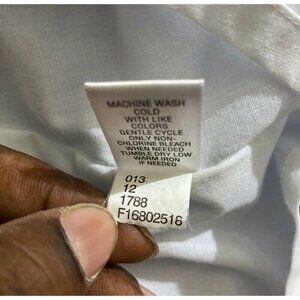 MACHINE WASH
COLD
WITH LIKE
COLORS
GENTLE CYCLE
ONLY NON-
CHLORINE BLEACH
WHEN NEEDED
TUMBLE DRY LOW
WARM IRON
IF NEEDED
013
12
1788
F16802516